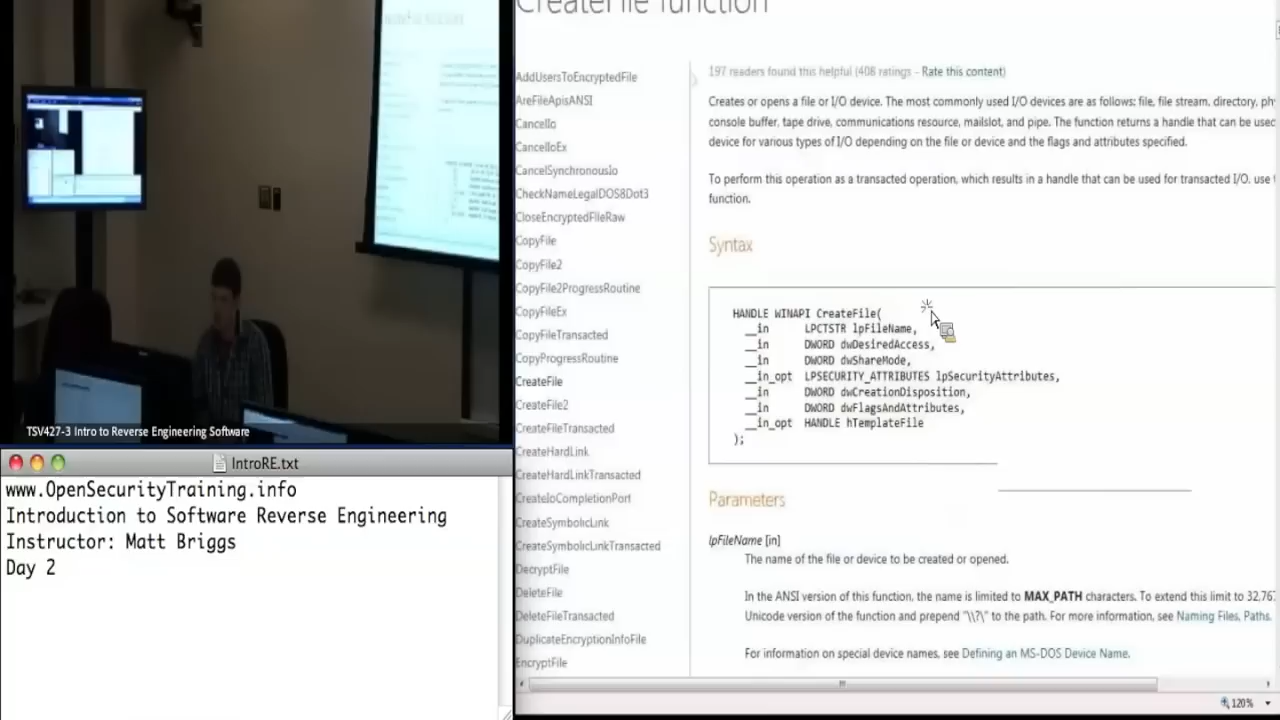 CreateFile function
AddUsersToEncryptedFile
AreFileApisANSI
CancelIo
CancelIoEx
CancelSynchronousIo
CheckNameLegalDOS8Dot3
CloseEncryptedFileRaw
CopyFile
CopyFile2
CopyFile2ProgressRoutine
CopyFileEx
CopyFileTransacted
CopyProgressRoutine
CreateFile
CreateFile2
CreateFileTransacted
CreateHardLink
CreateHardLinkTransacted
CreateIoCompletionPort
CreateSymbolicLink
CreateSymbolicLinkTransacted
DecryptFile
DeleteFile
DeleteFileTransacted
DuplicateEncryptionInfoFile
EncryptFile
197 readers found this helpful (408 ratings - Rate this content)
Creates or opens a file or I/O device. The most commonly used I/O devices are as follows: file, file stream, directory, ph
console buffer, tape drive, communications resource, mailslot, and pipe. The function returns a handle that can be used
device for various types of I/O depending on the file or device and the flags and attributes specified.
To perform this operation as a transacted operation, which results in a handle that can be used for transacted I/O, use t
function.
Syntax
HANDLE WINAPI CreateFile(
__in LPCTSTR lpFileName,
__in DWORD dwDesiredAccess,
__in DWORD dwShareMode,
__in_opt LPSECURITY_ATTRIBUTES lpSecurityAttributes,
__in DWORD dwCreationDisposition,
__in DWORD dwFlagsAndAttributes,
__in_opt HANDLE hTemplateFile
);
Parameters
lpFileName [in]
The name of the file or device to be created or opened.
In the ANSI version of this function, the name is limited to MAX_PATH characters. To extend this limit to 32,767
Unicode version of the function and prepend "\\?\" to the path. For more information, see Naming Files, Paths,
For information on special device names, see Defining an MS-DOS Device Name.
120%
TSV427-3 Intro to Reverse Engineering Software
IntroRE.txt
www.OpenSecurityTraining.info
Introduction to Software Reverse Engineering
Instructor: Matt Briggs
Day 2